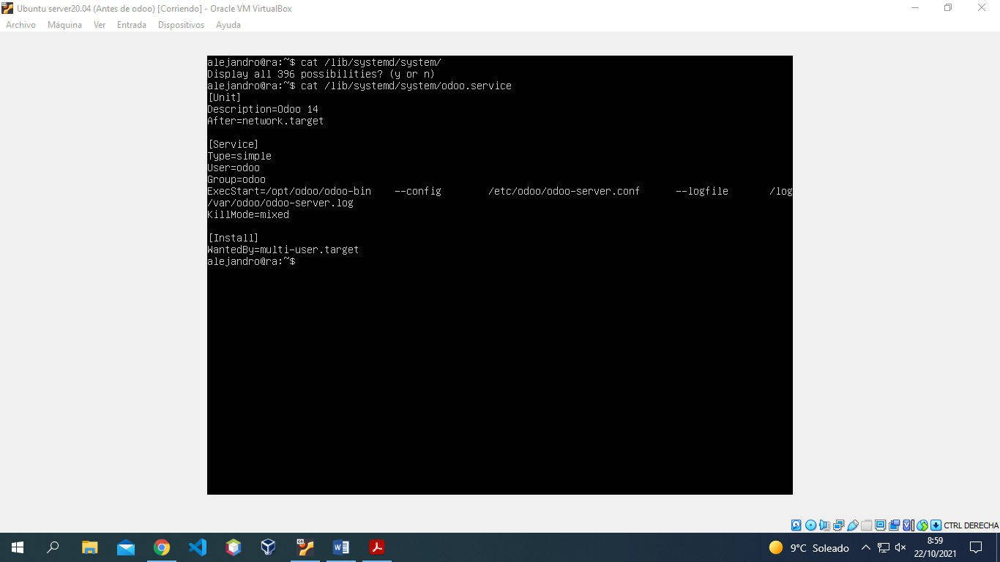 Ubuntu server20.04 (Antes de odoo) [Corriendo] - Oracle VM VirtualBox
Archivo Máquina Ver Entrada Dispositivos Ayuda
alejandro@ra:~$ cat /lib/systemd/system/
Display all 396 possibilities? (y or n)
alejandro@ra:~$ cat /lib/systemd/system/odoo.service
[Unit]
Description=Odoo 14
After=network.target
[Service]
Type=simple
User=odoo
Group=odoo
ExecStart=/opt/odoo/odoo-bin --config /etc/odoo/odoo-server.conf --logfile /log
/var/odoo/odoo-server.log
KillMode=mixed
[Install]
WantedBy=multi-user.target
alejandro@ra:~$
CTRL DERECHA
9°C Soleado
8:59
22/10/2021